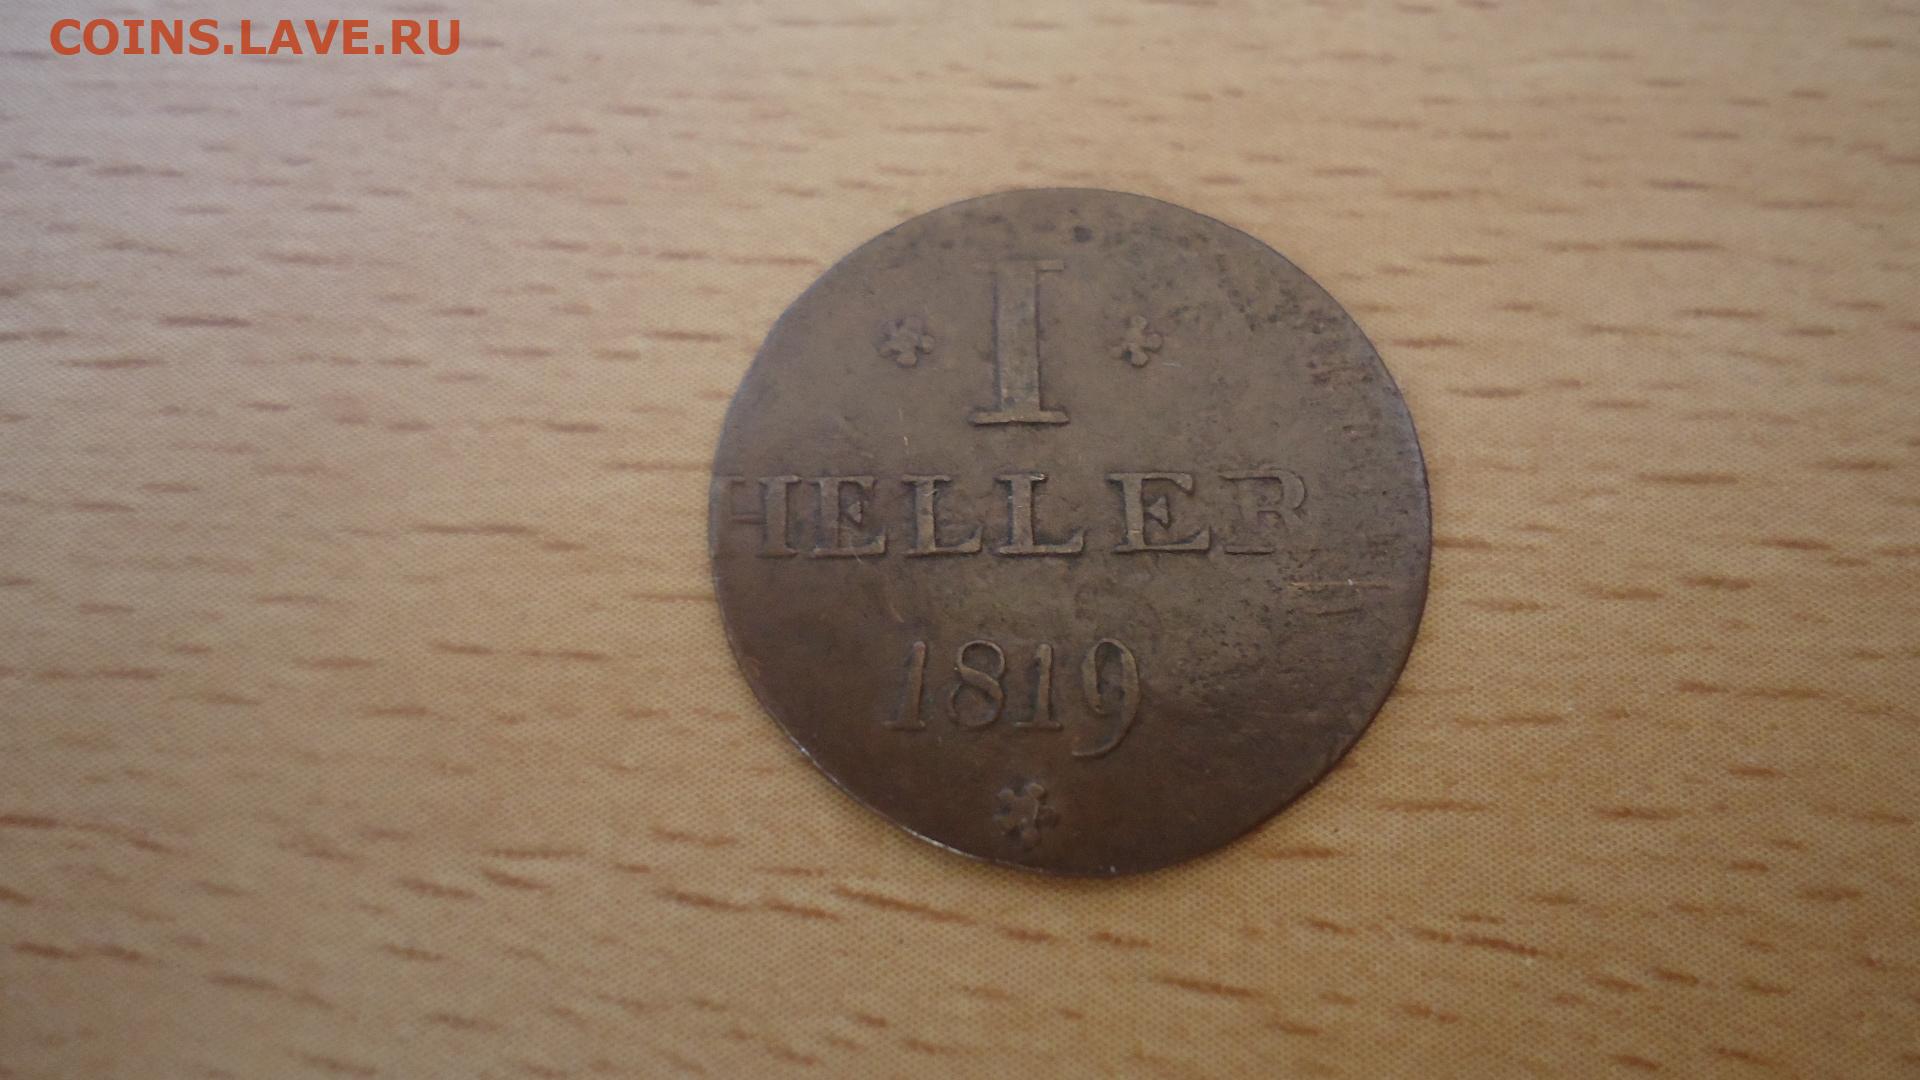 COINS.LAVE.RU
I
HELLER
1819